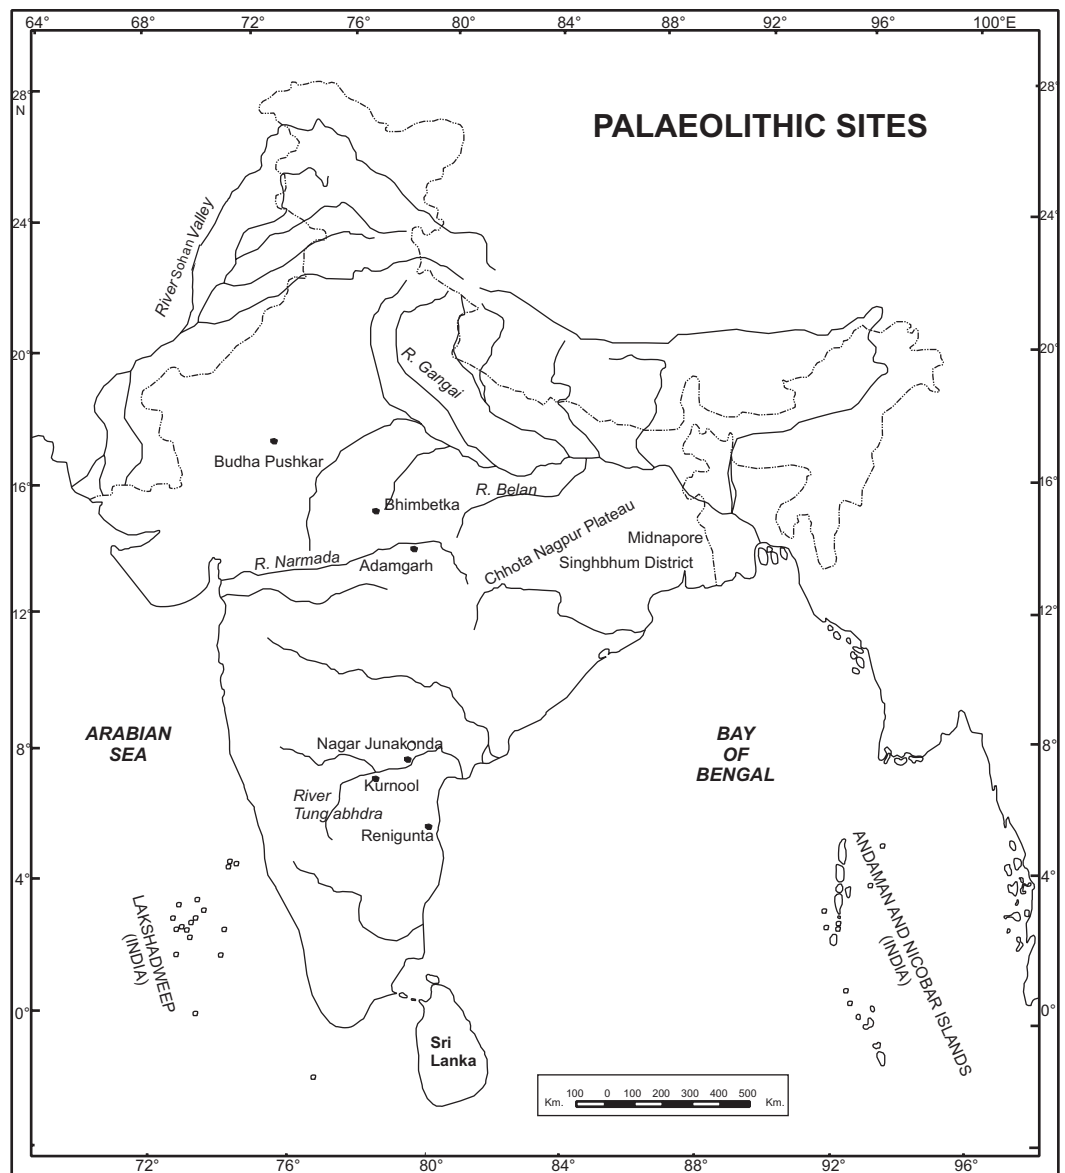 64° 68° 72° 76° 80° 84° 88° 92° 96° 100°E
28°
N
28°
PALAEOLITHIC SITES
24°
24°
River Sohan Valley
20°
20°
R. Gangai
Budha Pushkar
16°
16°
R. Belan
Bhimbetka
Chhota Nagpur Plateau
Midnapore
R. Narmada
Adamgarh
Singhbhum District
12°
12°
ARABIAN
SEA
BAY
OF
BENGAL
8°
8°
Nagar Junakonda
Kurnool
River
Tungabhdra
Renigunta
4°
4°
LAKSHADWEEP
(INDIA)
ANDAMAN AND NICOBAR ISLANDS
(INDIA)
0°
0°
Sri
Lanka
100 0 100 200 300 400 500
Km. Km.
72° 76° 80° 84° 88° 92° 96°